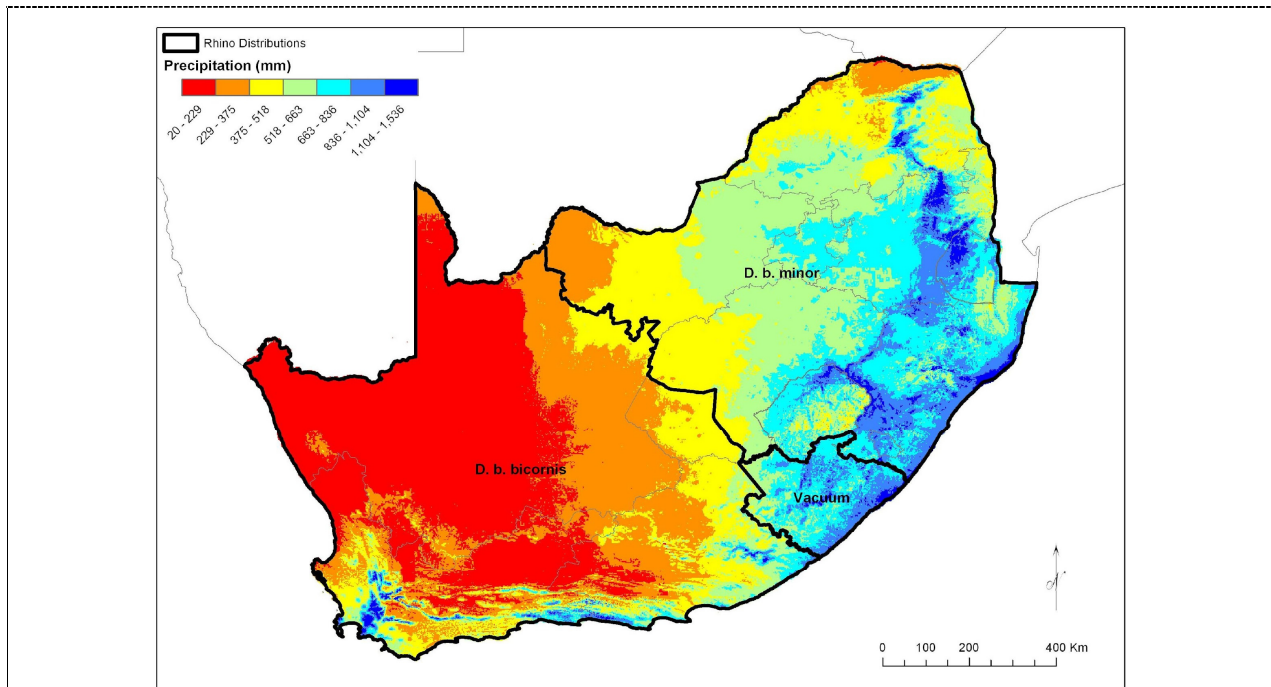 Rhino Distributions
Precipitation (mm)
20 - 229
229 - 375
375 - 518
518 - 663
663 - 836
836 - 1,104
1,104 - 1,536
D. b. minor
D. b. bicornis
Vacuum
0 100 200 400 Km